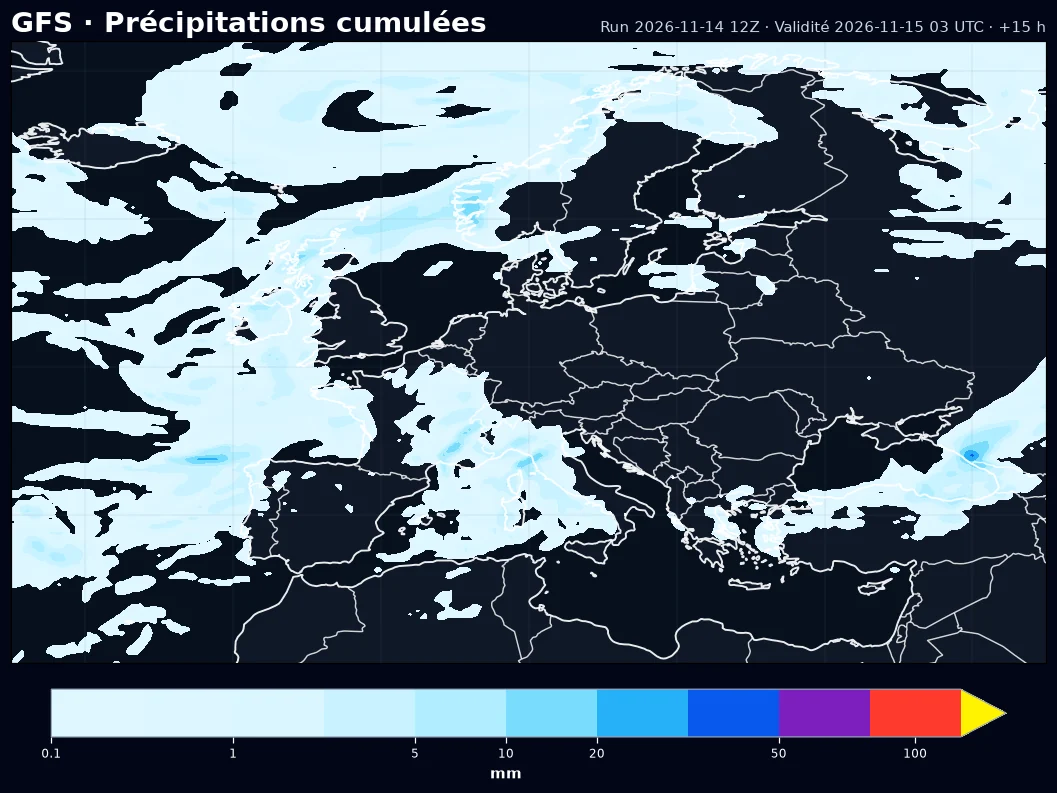 GFS · Précipitations cumulées
Run 2026-11-14 12Z · Validité 2026-11-15 03 UTC · +15 h
0.1 1 5 10 20 50 100
mm